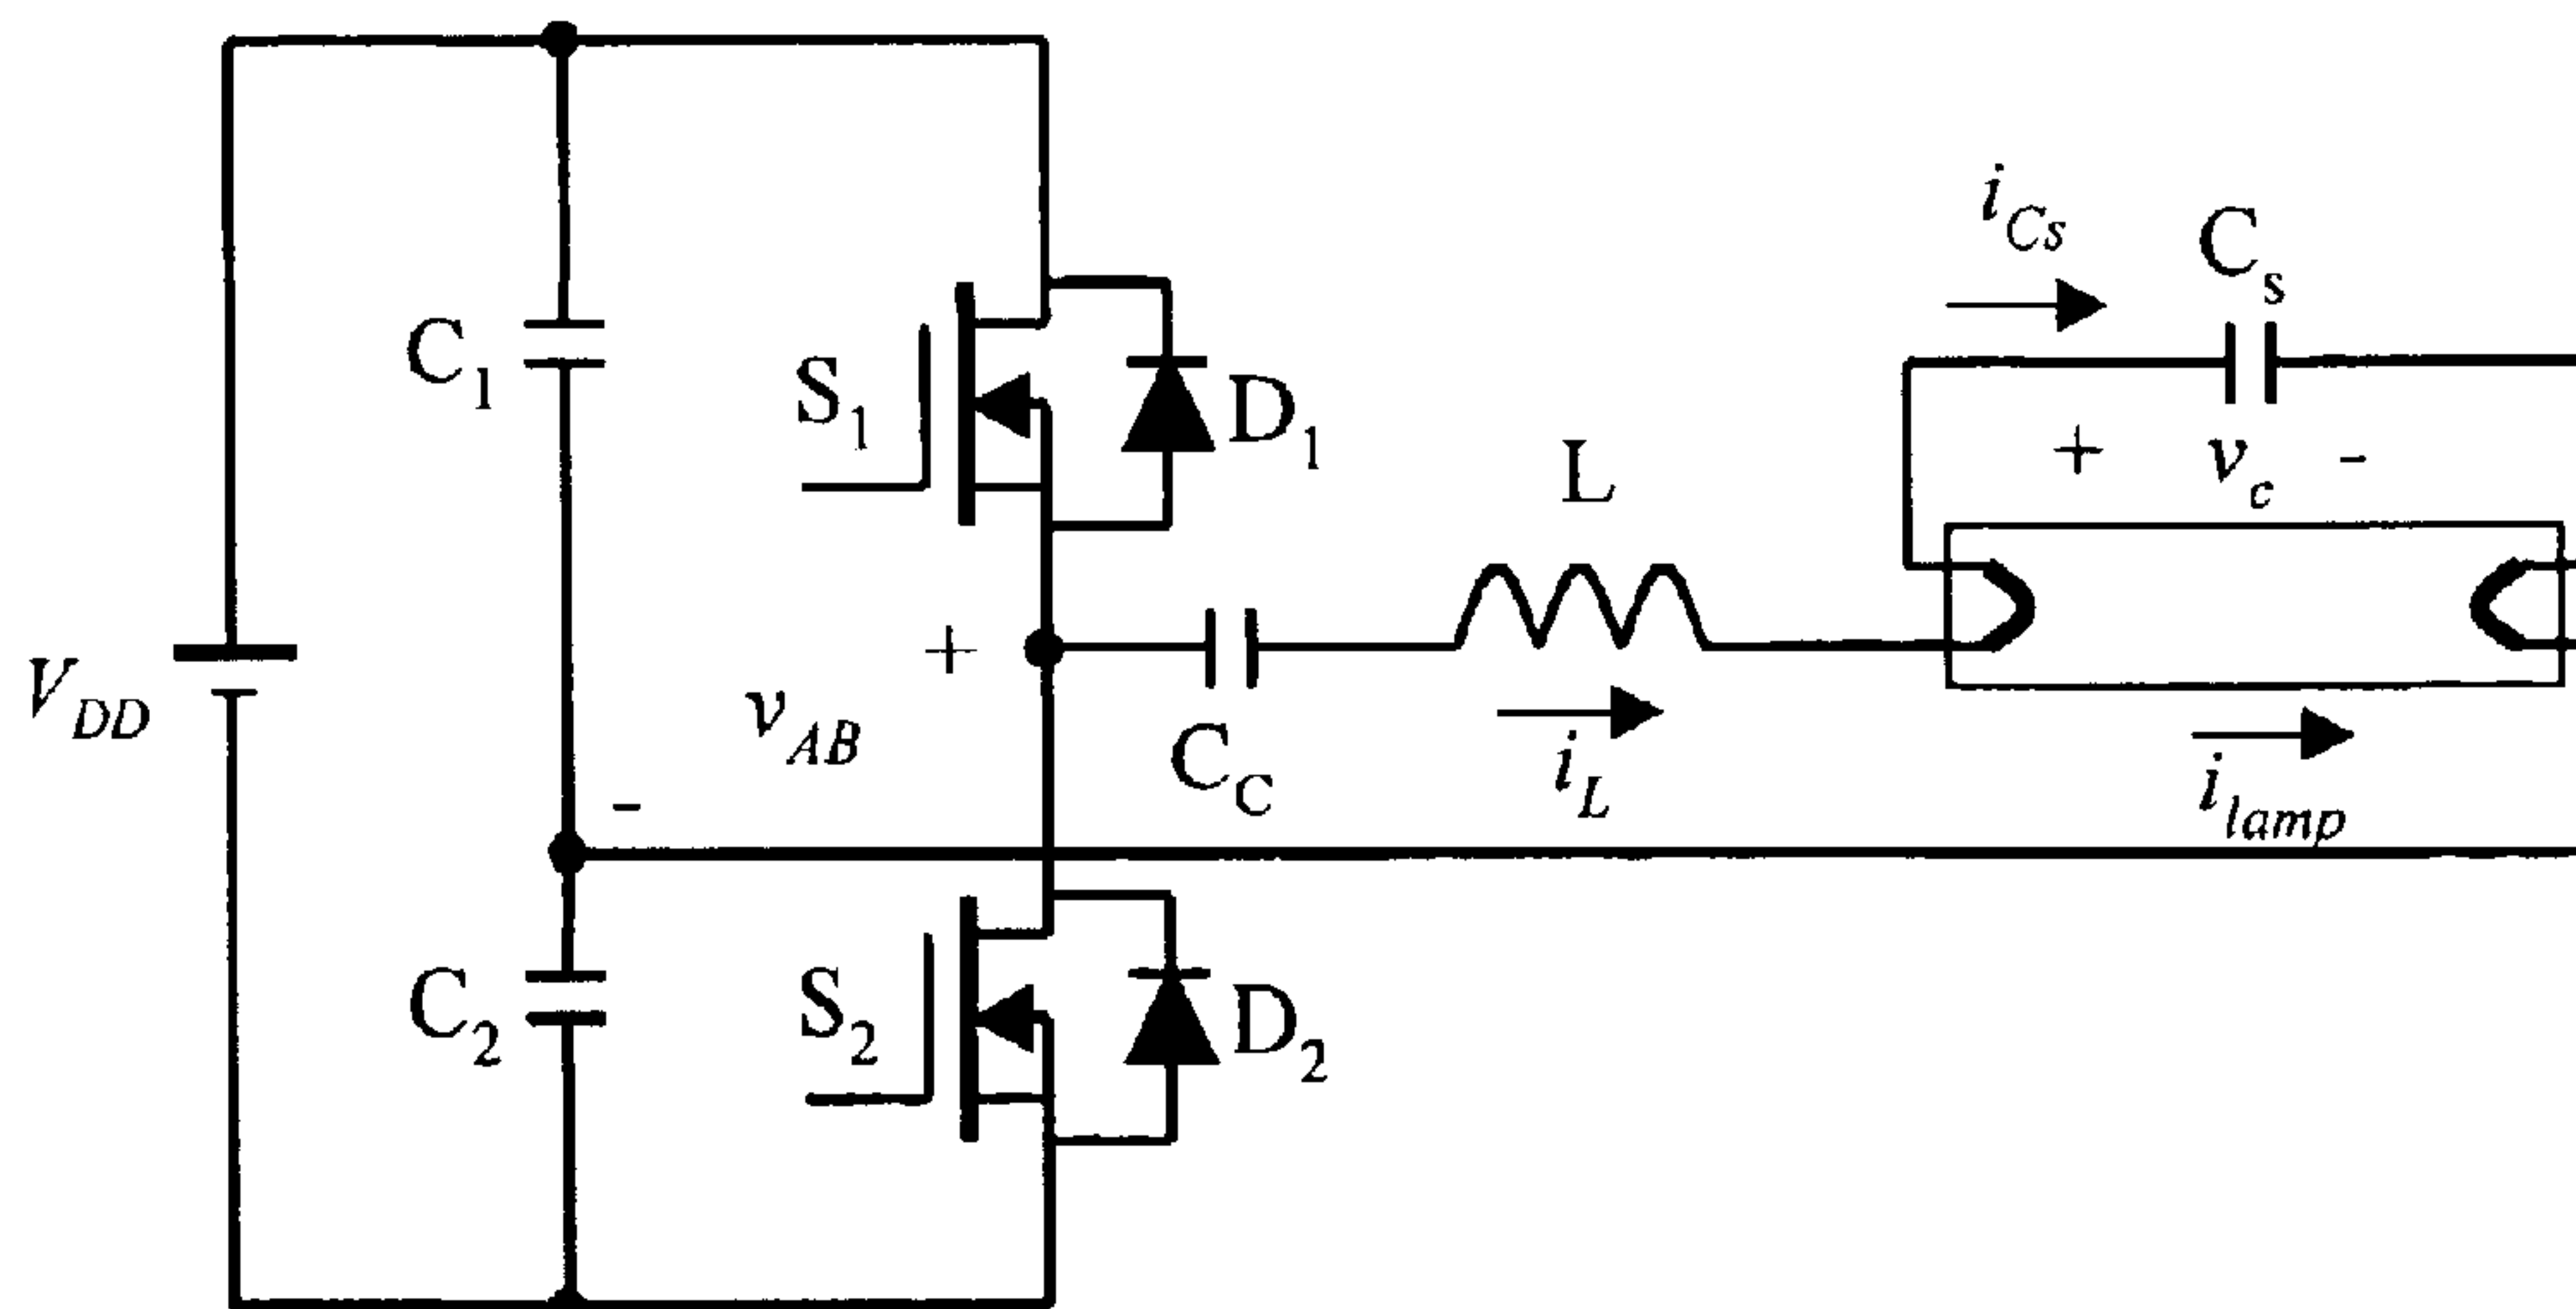 i_Cs
C_s
C_1
S_1
D_1
+ v_c -
L
V_DD
+
v_AB
-
C_C
i_L
i_lamp
C_2
S_2
D_2